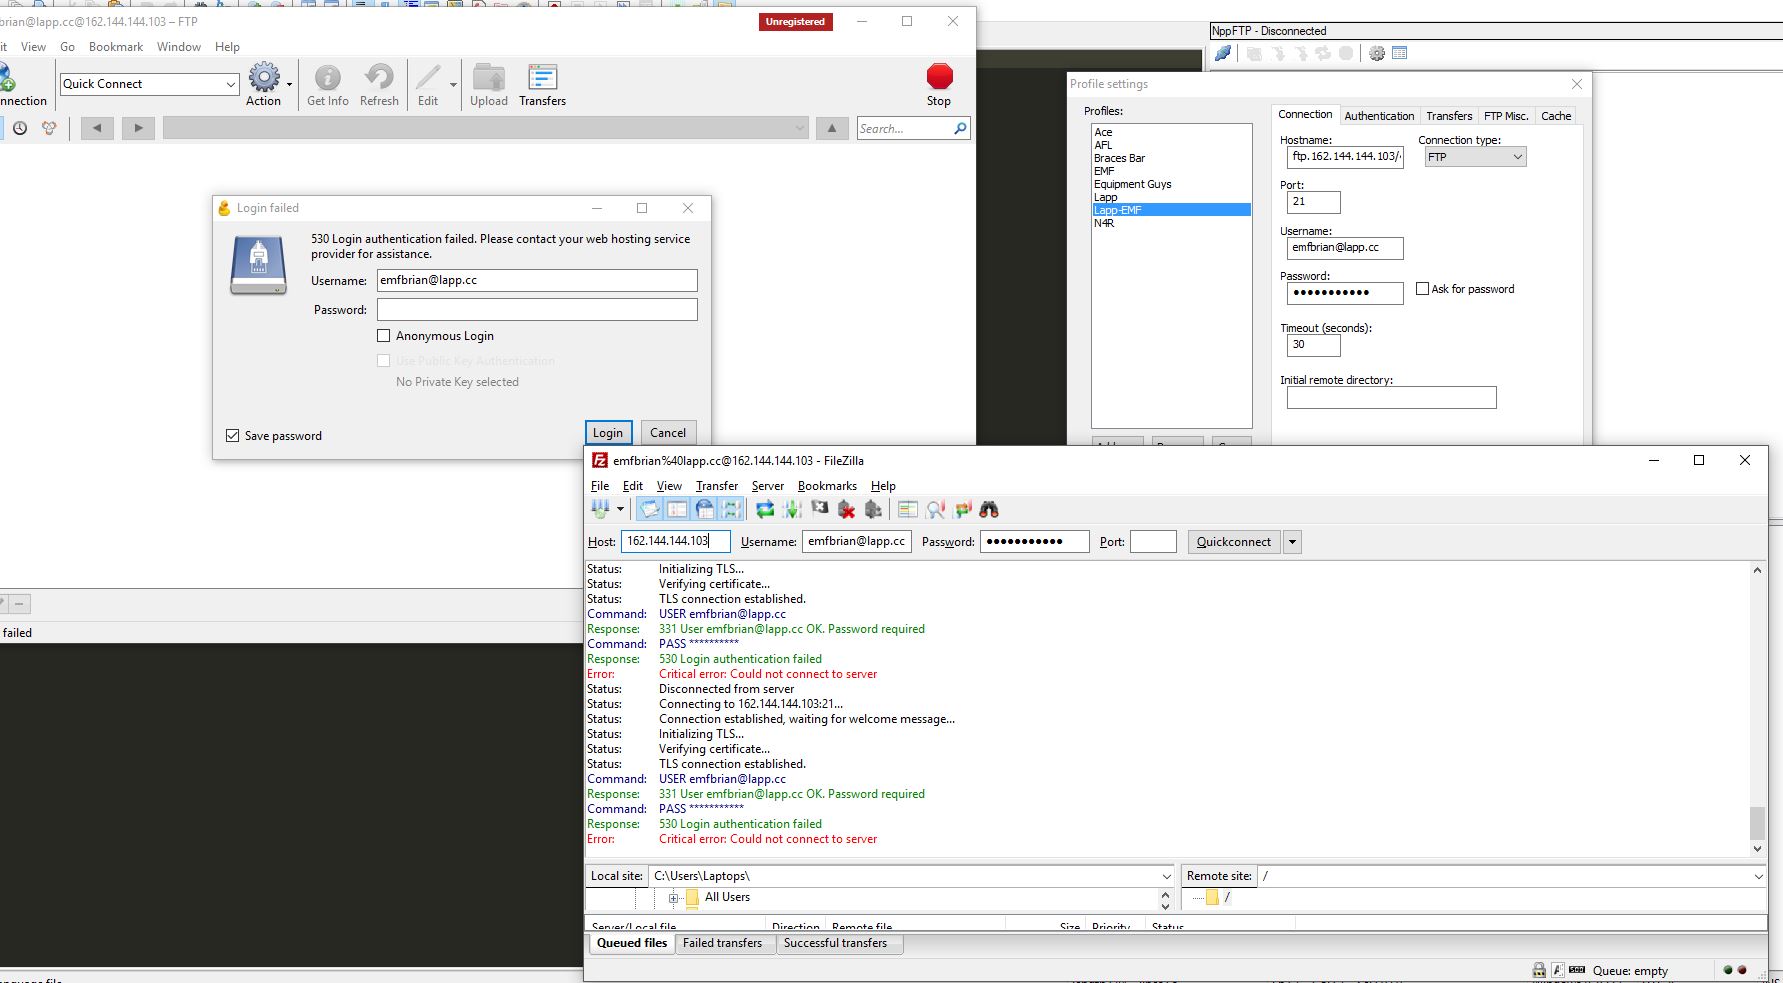 brian@lapp.cc@162.144.144.103 – FTP
Unregistered
it View Go Bookmark Window Help
Quick Connect
nnection Action Get Info Refresh Edit Upload Transfers Stop
Search...
Login failed
530 Login authentication failed. Please contact your web hosting service
provider for assistance.
Username: emfbrian@lapp.cc
Password:
Anonymous Login
Use Public Key Authentication
No Private Key selected
Save password
Login Cancel
failed
NppFTP - Disconnected
Profile settings
Profiles:
Ace
AFL
Braces Bar
EMF
Equipment Guys
Lapp
Lapp-EMF
N4R
Connection Authentication Transfers FTP Misc. Cache
Hostname: Connection type:
ftp.162.144.144.103/ FTP
Port:
21
Username:
emfbrian@lapp.cc
Password:
●●●●●●●●●●● Ask for password
Timeout (seconds):
30
Initial remote directory:
emfbrian%40lapp.cc@162.144.144.103 - FileZilla
File Edit View Transfer Server Bookmarks Help
Host: 162.144.144.103 Username: emfbrian@lapp.cc Password: ●●●●●●●●●●● Port: Quickconnect
Status: Initializing TLS...
Status: Verifying certificate...
Status: TLS connection established.
Command: USER emfbrian@lapp.cc
Response: 331 User emfbrian@lapp.cc OK. Password required
Command: PASS **********
Response: 530 Login authentication failed
Error: Critical error: Could not connect to server
Status: Disconnected from server
Status: Connecting to 162.144.144.103:21...
Status: Connection established, waiting for welcome message...
Status: Initializing TLS...
Status: Verifying certificate...
Status: TLS connection established.
Command: USER emfbrian@lapp.cc
Response: 331 User emfbrian@lapp.cc OK. Password required
Command: PASS ***********
Response: 530 Login authentication failed
Error: Critical error: Could not connect to server
Local site: C:\Users\Laptops\ Remote site: /
All Users /
Server/Local file Direction Remote file Size Priority Status
Queued files Failed transfers Successful transfers
Queue: empty